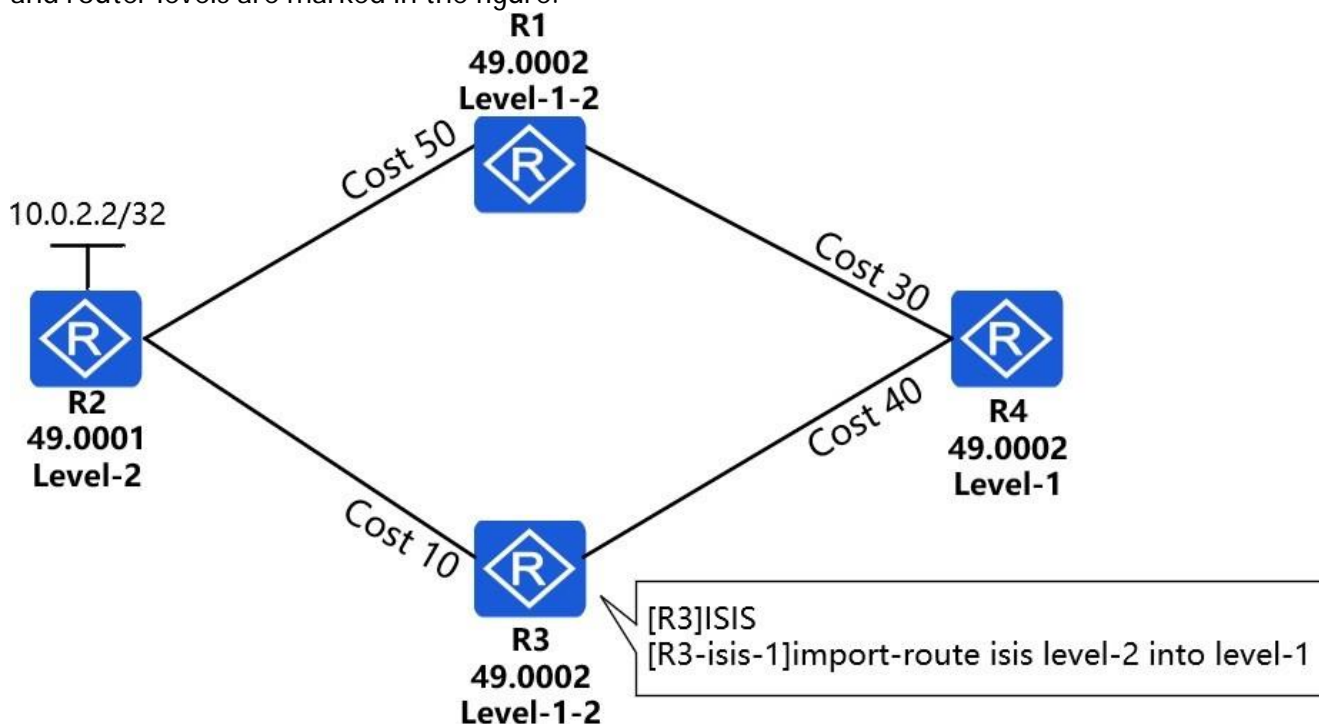 and router levels are marked in the figure.
R1
49.0002
Level-1-2
Cost 50
Cost 30
10.0.2.2/32
R
R
R
R2
49.0001
Level-2
Cost 10
Cost 40
R4
49.0002
Level-1
R
R3
49.0002
Level-1-2
[R3]ISIS
[R3-isis-1]import-route isis level-2 into level-1